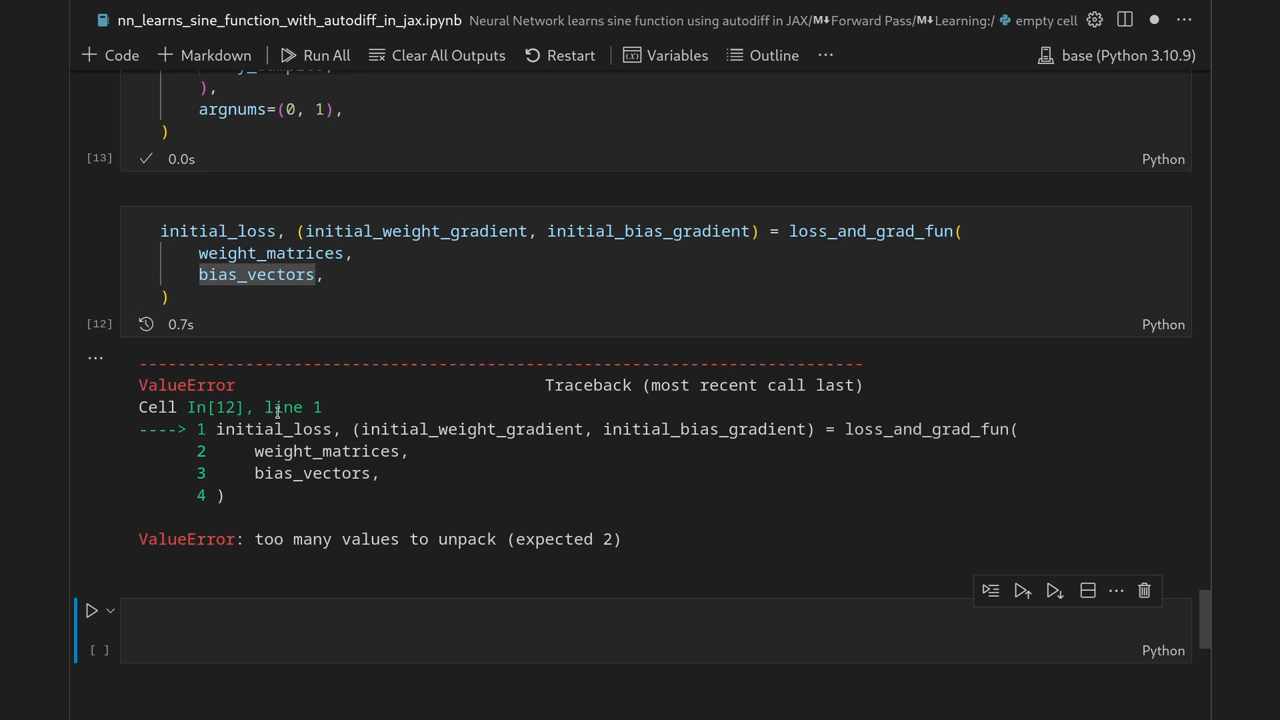 nn_learns_sine_function_with_autodiff_in_jax.ipynb Neural Network learns sine function using autodiff in JAX/M↓Forward Pass/M↓Learning:/ empty cell
+ Code + Markdown Run All Clear All Outputs Restart Variables Outline ··· base (Python 3.10.9)
),
argnums=(0, 1),
)
[13] 0.0s Python
initial_loss, (initial_weight_gradient, initial_bias_gradient) = loss_and_grad_fun(
weight_matrices,
bias_vectors,
)
[12] 0.7s Python
...
---------------------------------------------------------------------------
ValueError Traceback (most recent call last)
Cell In[12], line 1
----> 1 initial_loss, (initial_weight_gradient, initial_bias_gradient) = loss_and_grad_fun(
2 weight_matrices,
3 bias_vectors,
4 )
ValueError: too many values to unpack (expected 2)
[ ] Python